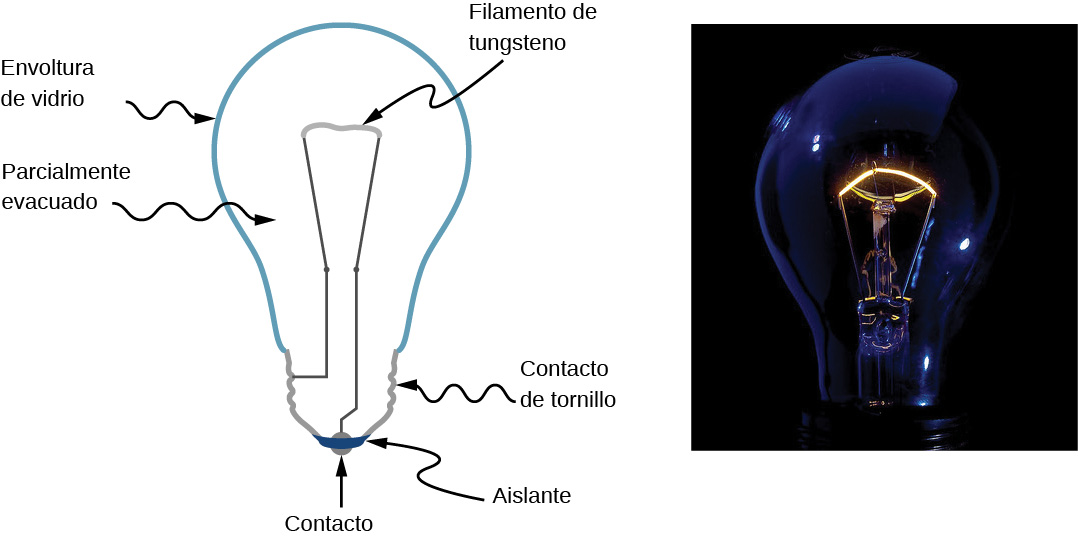 Filamento de
tungsteno
Envoltura
de vidrio
Parcialmente
evacuado
Contacto
de tornillo
Aislante
Contacto